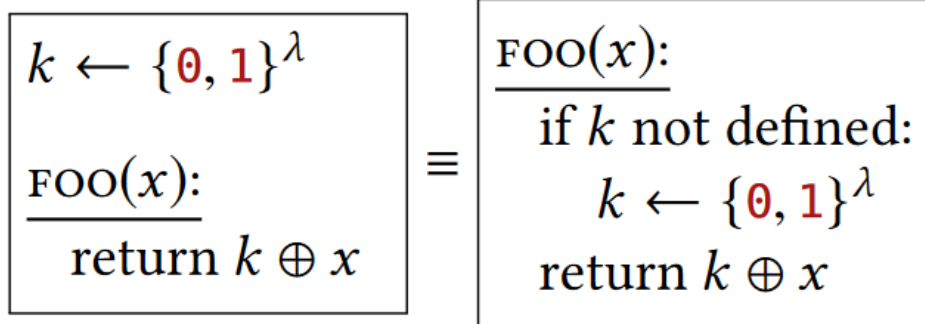 k ← {0, 1}^λ
FOO(x):
return k ⊕ x
≡
FOO(x):
if k not defined:
k ← {0, 1}^λ
return k ⊕ x